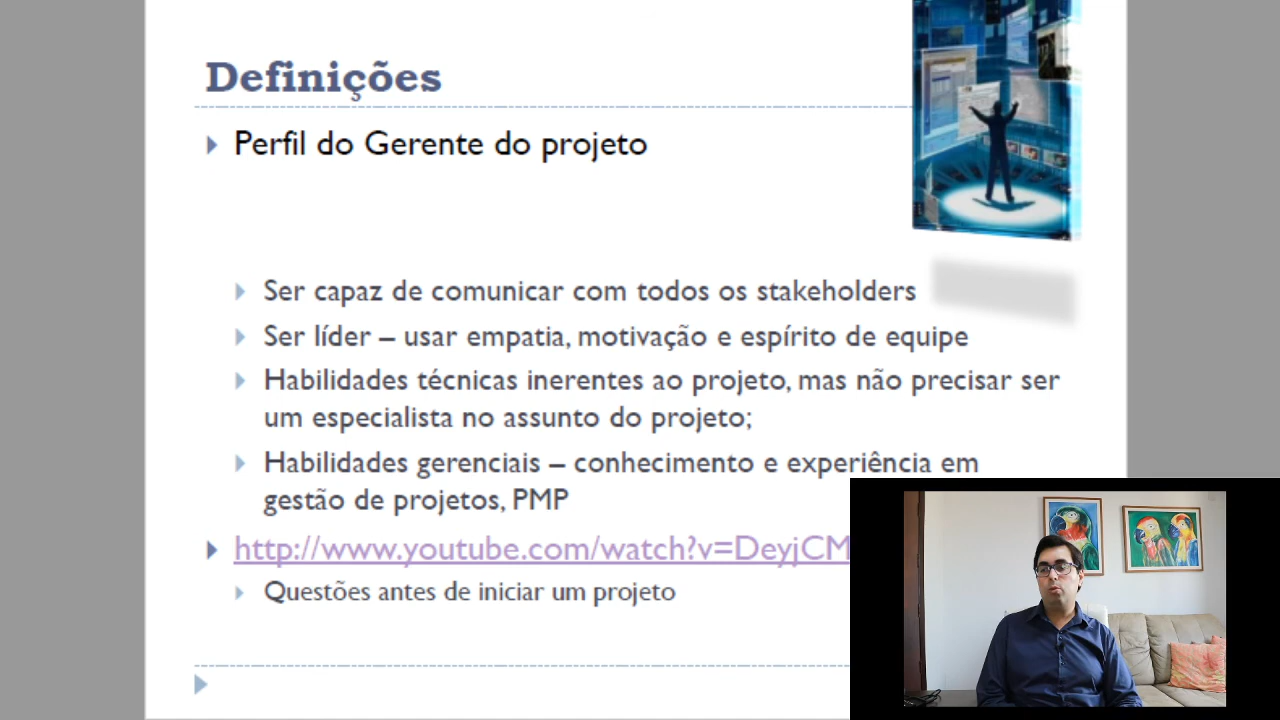 Definições
Perfil do Gerente do projeto
Ser capaz de comunicar com todos os stakeholders
Ser líder – usar empatia, motivação e espírito de equipe
Habilidades técnicas inerentes ao projeto, mas não precisar ser
um especialista no assunto do projeto;
Habilidades gerenciais – conhecimento e experiência em
gestão de projetos, PMP
http://www.youtube.com/watch?v=DeyjCM
Questões antes de iniciar um projeto